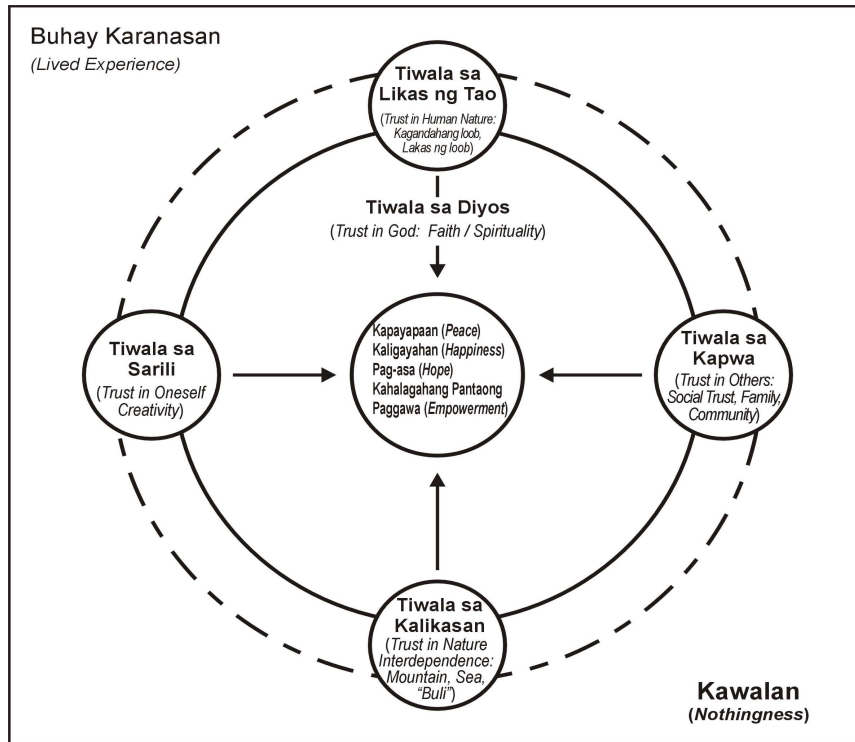 Buhay Karanasan
(Lived Experience)
Tiwala sa
Likas ng Tao
(Trust in Human Nature:
Kagandahang loob,
Lakas ng loob)
Tiwala sa Diyos
(Trust in God: Faith / Spirituality)
Tiwala sa
Sarili
(Trust in Oneself
Creativity)
Kapayapaan (Peace)
Kaligayahan (Happiness)
Pag-asa (Hope)
Kahalagahang Pantaong
Paggawa (Empowerment)
Tiwala sa
Kapwa
(Trust in Others:
Social Trust, Family,
Community)
Tiwala sa
Kalikasan
(Trust in Nature
Interdependence:
Mountain, Sea,
“Buli”)
Kawalan
(Nothingness)